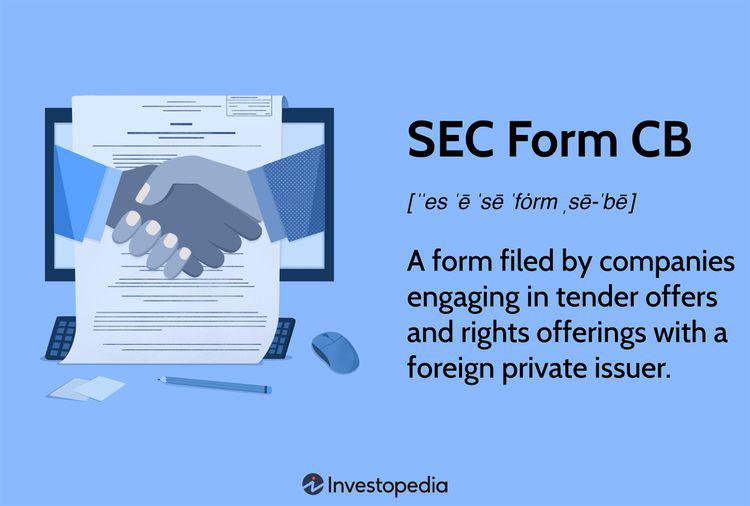 SEC Form CB
[ˈˈes ˈē ˈsē ˈfȯrm ˌsē-ˈbē]
A form filed by companies
engaging in tender offers
and rights offerings with a
foreign private issuer.
Investopedia